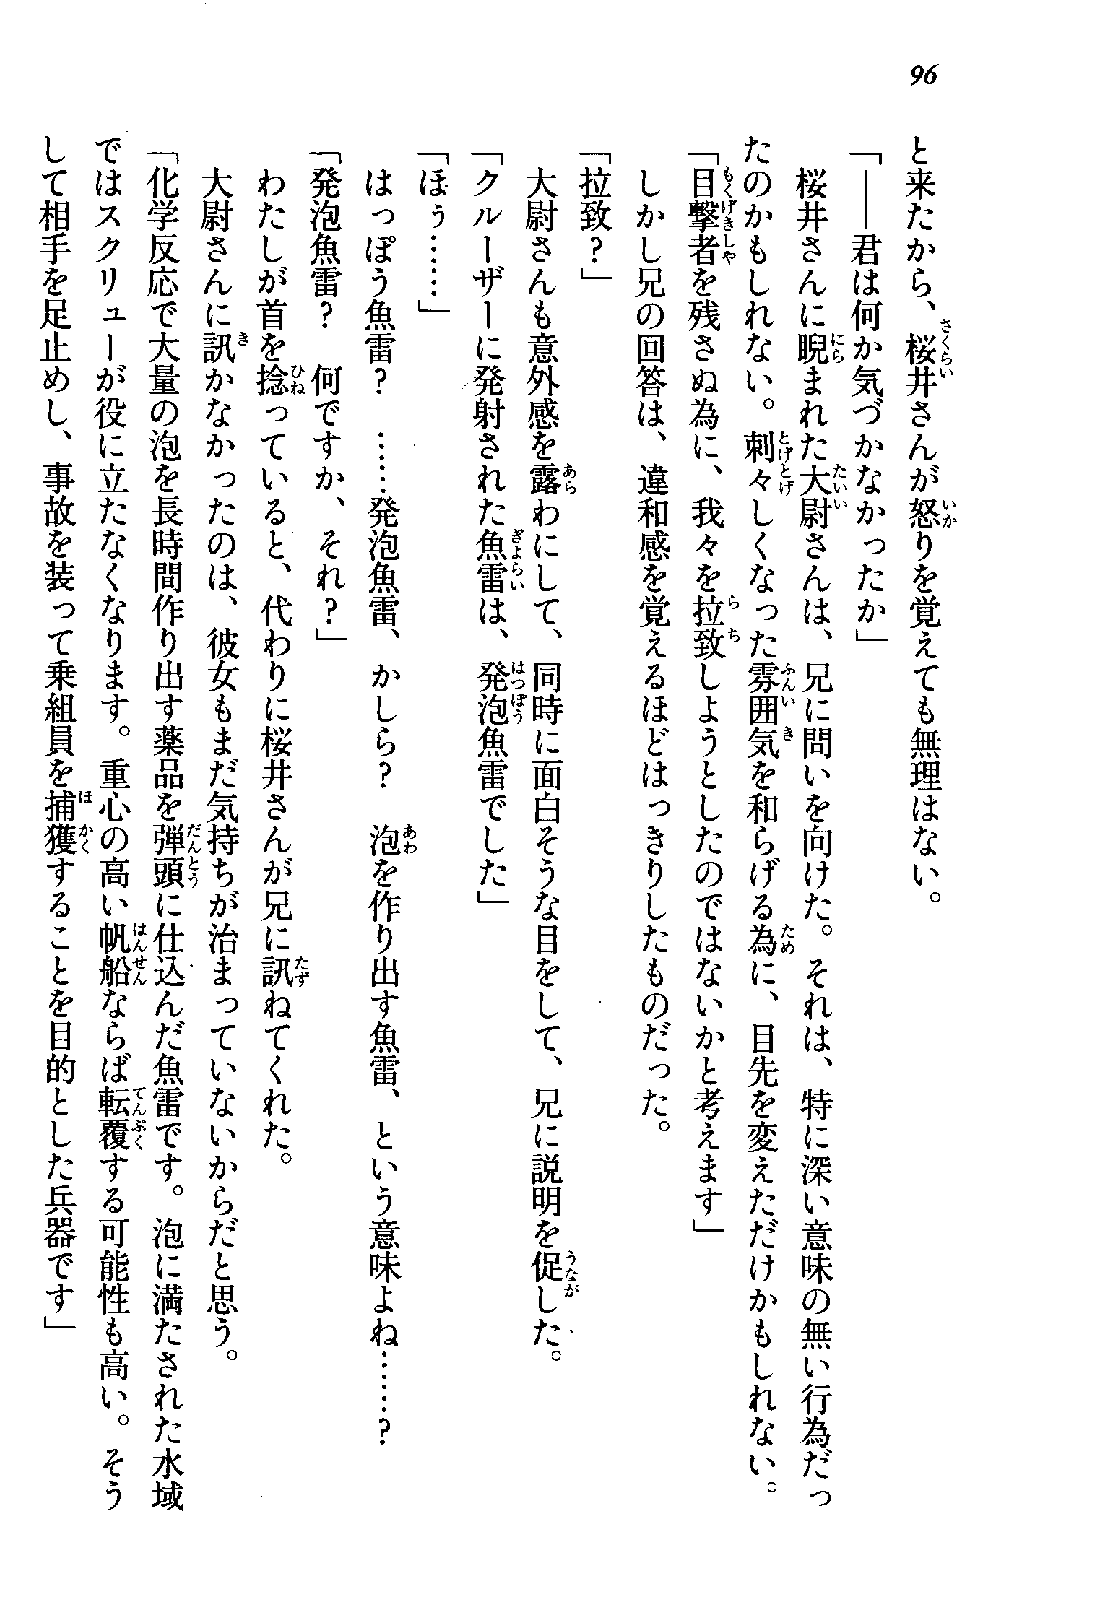 96
と来たから、桜井さんが怒りを覚えても無理はない。
「――君は何か気づかなかったか」
桜井さんに睨まれた大尉さんは、兄に問いを向けた。それは、特に深い意味の無い行為だっ
たのかもしれない。刺々しくなった雰囲気を和らげる為に、目先を変えただけかもしれない。
「目撃者を残さぬ為に、我々を拉致しようとしたのではないかと考えます」
しかし兄の回答は、違和感を覚えるほどはっきりしたものだった。
「拉致？」
大尉さんも意外感を露わにして、同時に面白そうな目をして、兄に説明を促した。
「クルーザーに発射された魚雷は、発泡魚雷でした」
「ほぅ……」
はっぽう魚雷？　……発泡魚雷、かしら？　泡を作り出す魚雷、という意味よね……？
「発泡魚雷？　何ですか、それ？」
わたしが首を捻っていると、代わりに桜井さんが兄に訊ねてくれた。
大尉さんに訊かなかったのは、彼女もまだ気持ちが治まっていないからだと思う。
「化学反応で大量の泡を長時間作り出す薬品を弾頭に仕込んだ魚雷です。泡に満たされた水域
ではスクリューが役に立たなくなります。重心の高い帆船ならば転覆する可能性も高い。そう
して相手を足止めし、事故を装って乗組員を捕獲することを目的とした兵器です」